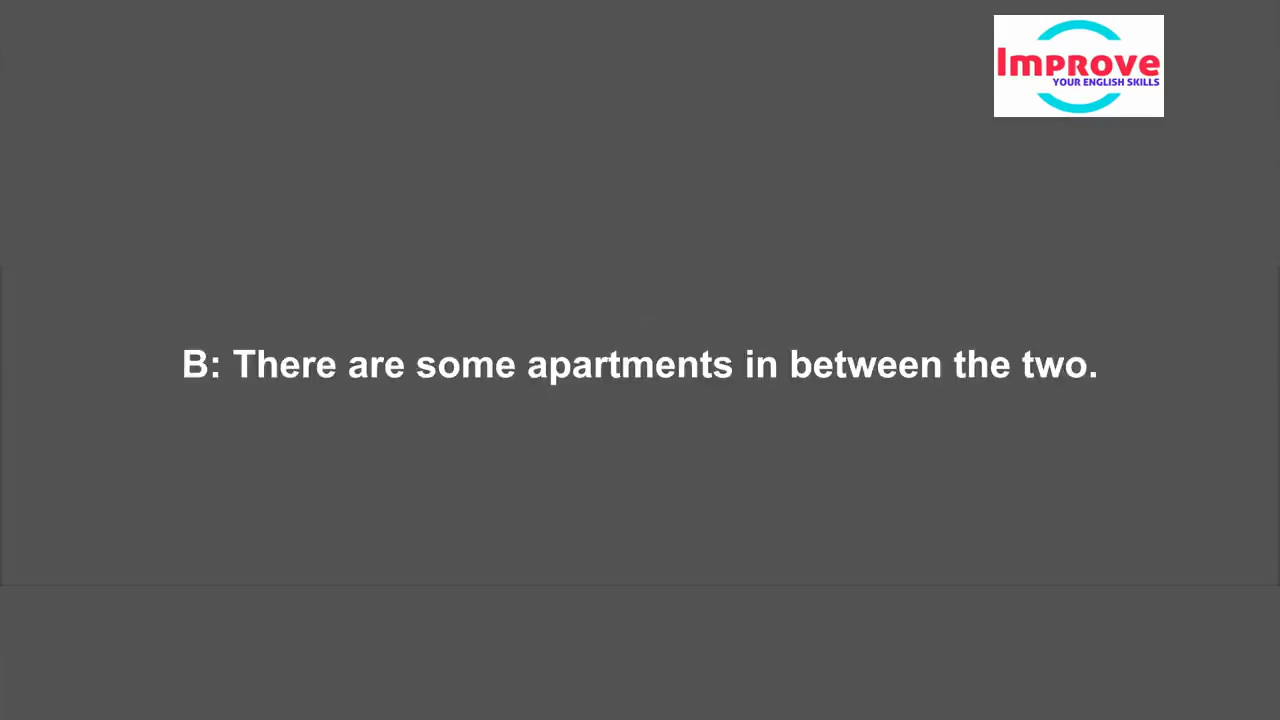 Improve
YOUR ENGLISH SKILLS
B: There are some apartments in between the two.